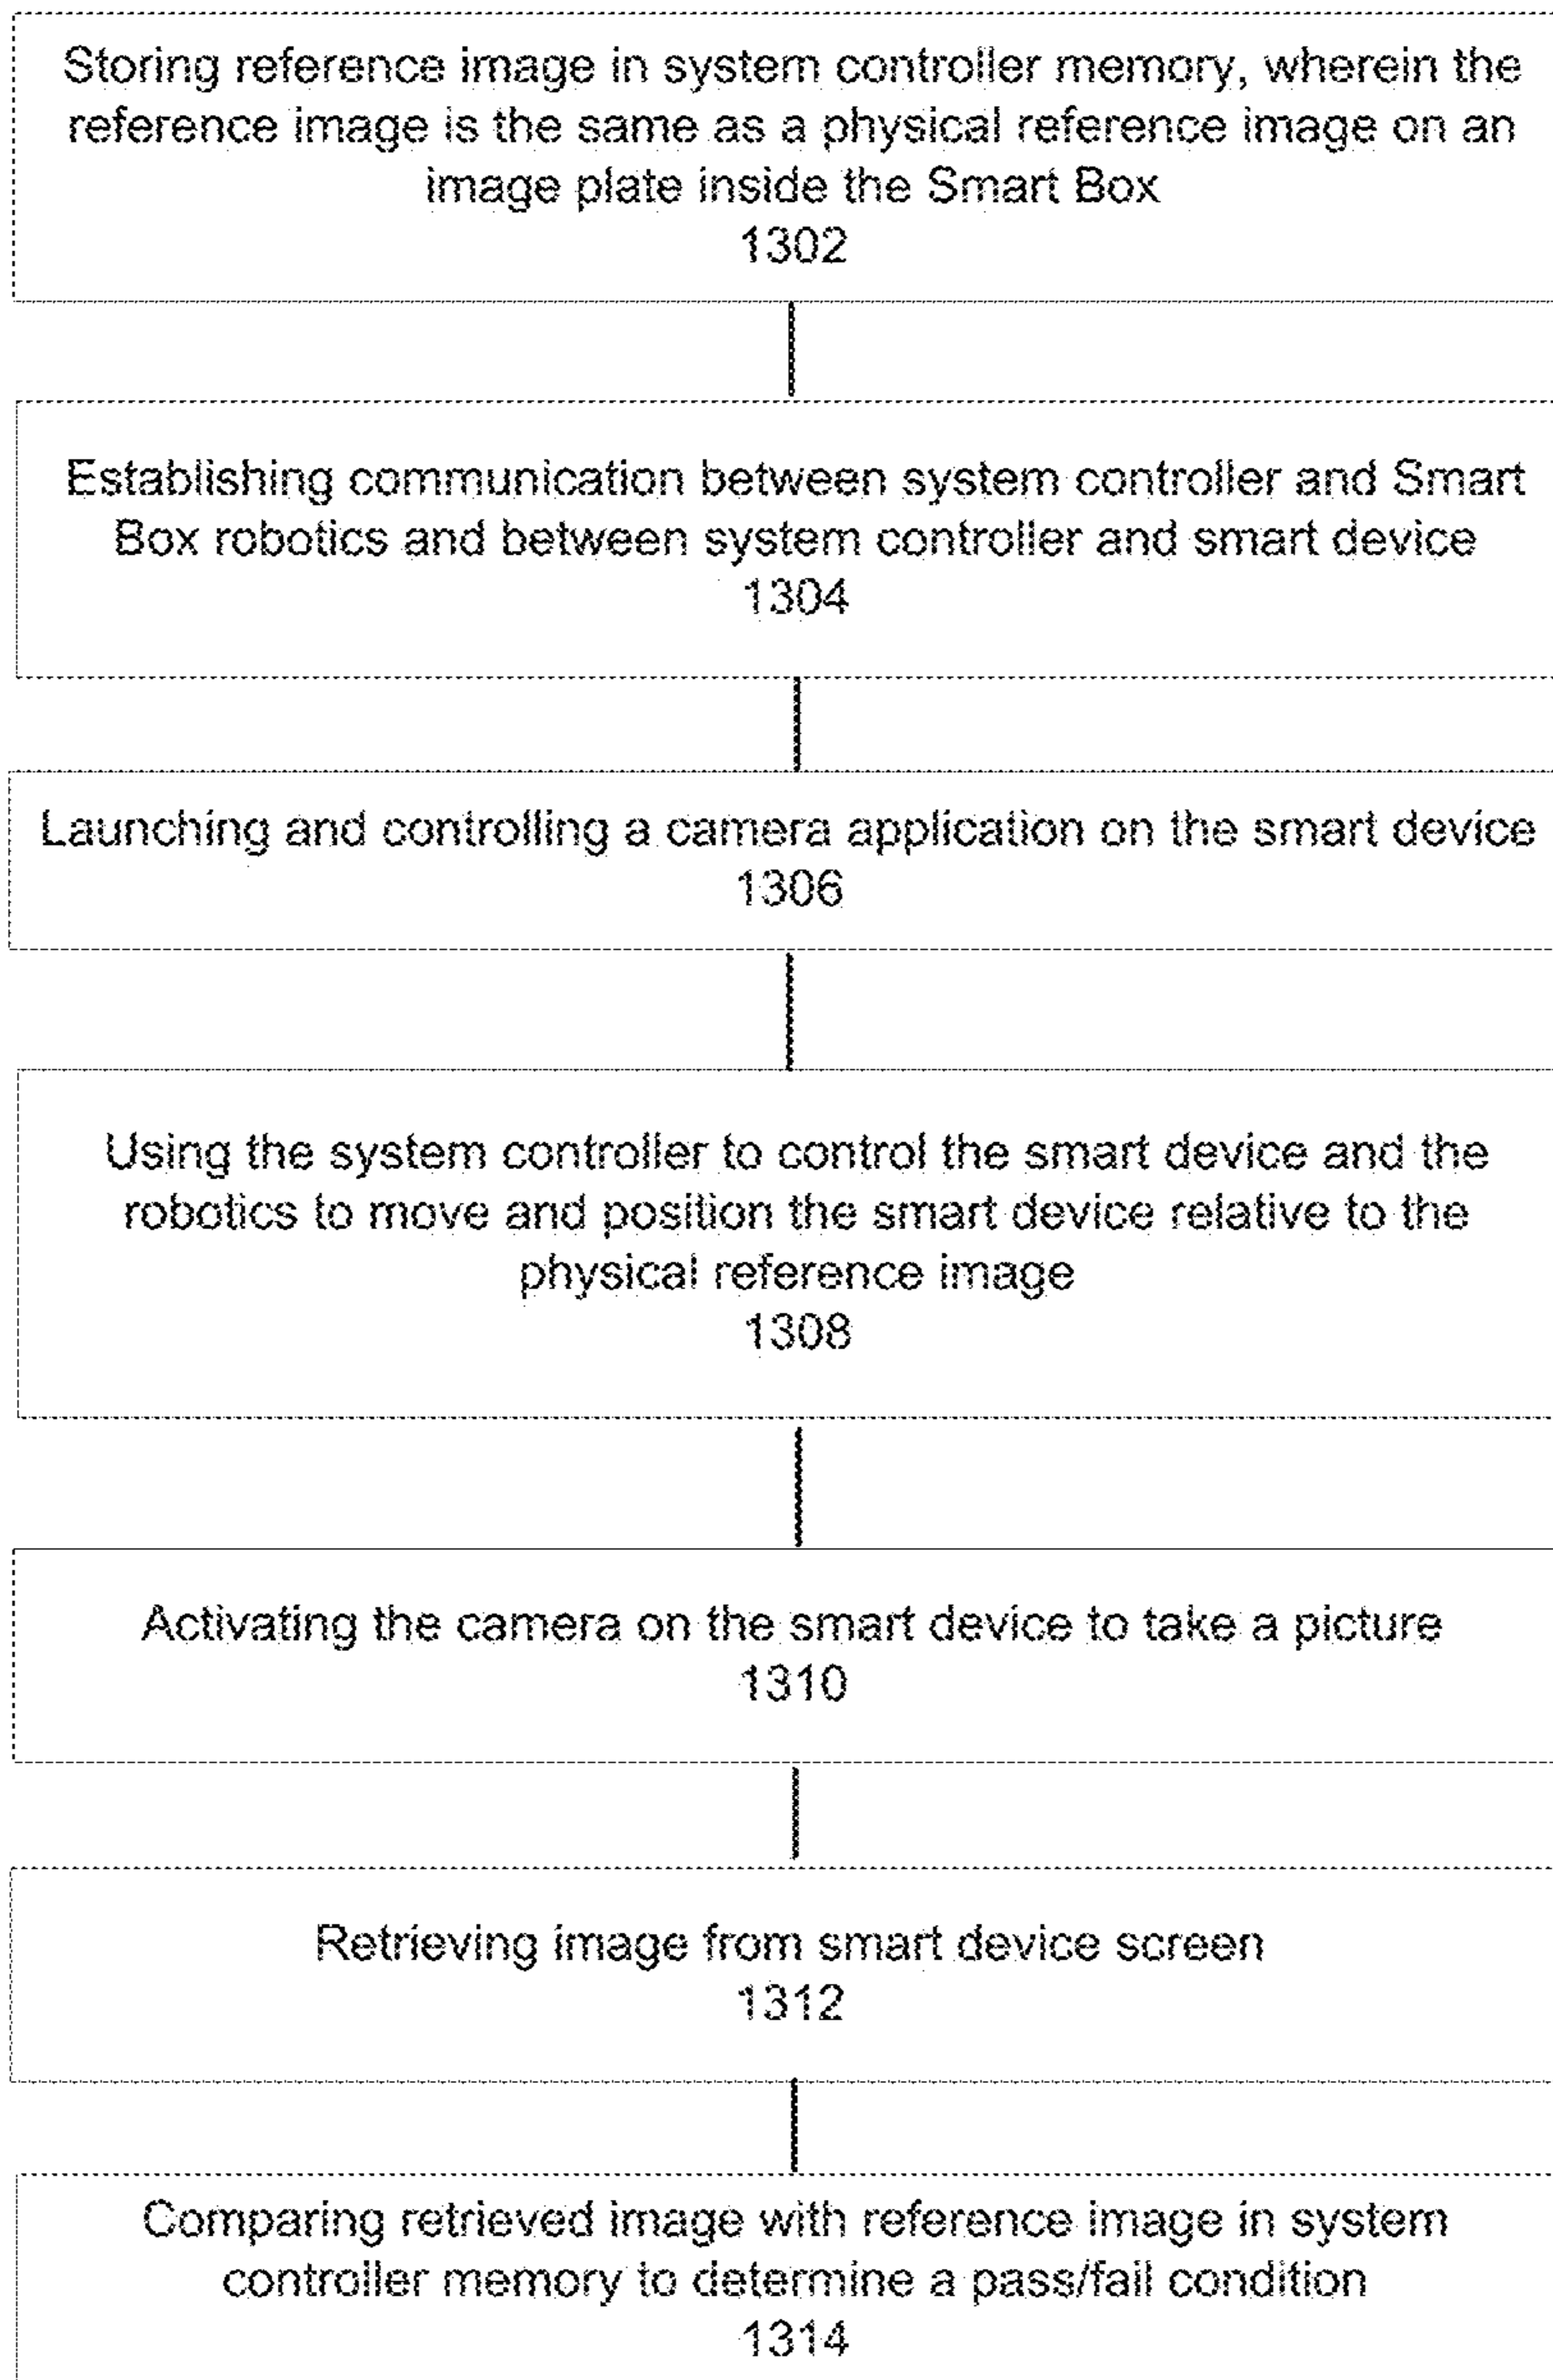 Storing reference image in system controller memory, wherein the
reference image is the same as a physical reference image on an
image plate inside the Smart Box
1302
Establishing communication between system controller and Smart
Box robotics and between system controller and smart device
1304
Launching and controlling a camera application on the smart device
1306
Using the system controller to control the smart device and the
robotics to move and position the smart device relative to the
physical reference image
1308
Activating the camera on the smart device to take a picture
1310
Retrieving image from smart device screen
1312
Comparing retrieved image with reference image in system
controller memory to determine a pass/fail condition
1314